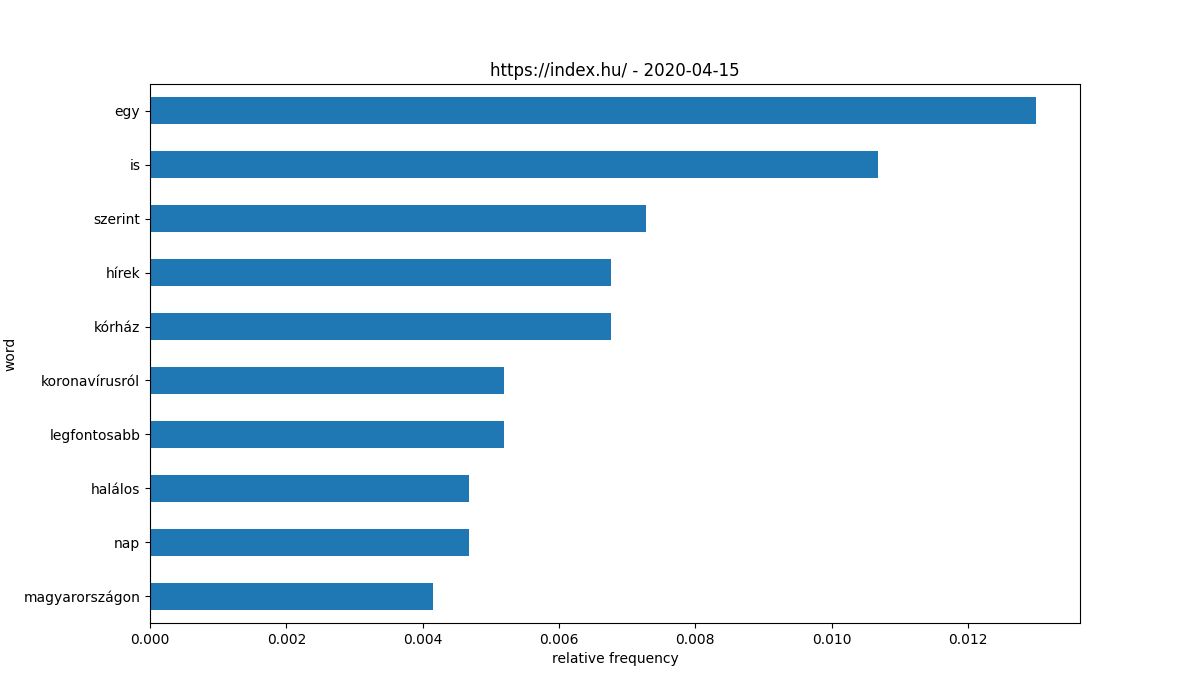 https://index.hu/ - 2020-04-15
egy
is
szerint
hírek
kórház
koronavírusról
legfontosabb
halálos
nap
magyarországon
word
0.000 0.002 0.004 0.006 0.008 0.010 0.012
relative frequency